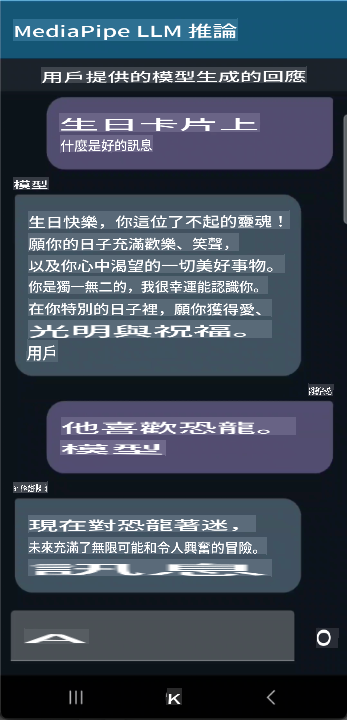 MediaPipe LLM 推論
用戶提供的模型生成的回應
生日卡片上
什麼是好的訊息
模型
生日快樂，你這位了不起的靈魂！
願你的日子充滿歡樂、笑聲，
以及你心中渴望的一切美好事物。
你是獨一無二的，我很幸運能認識你。
在你特別的日子裡，願你獲得愛、
光明與祝福。
用戶
他喜歡恐龍。
模型
現在對恐龍著迷，
未來充滿了無限可能和令人興奮的冒險。
訊息
A
O
K